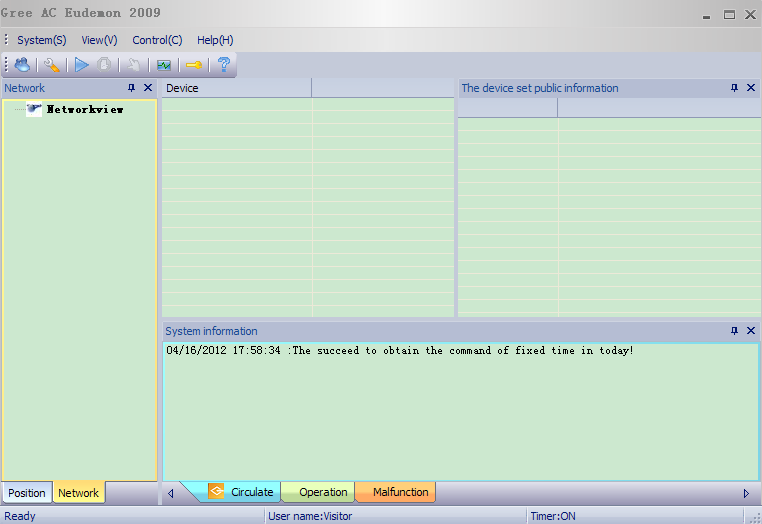 Gree AC Eudemon 2009
System(S) View(V) Control(C) Help(H)
Network
Device
The device set public information
Networkview
System information
04/16/2012 17:58:34 :The succeed to obtain the command of fixed time in today!
Position Network
Circulate Operation Malfunction
Ready User name:Visitor Timer:ON